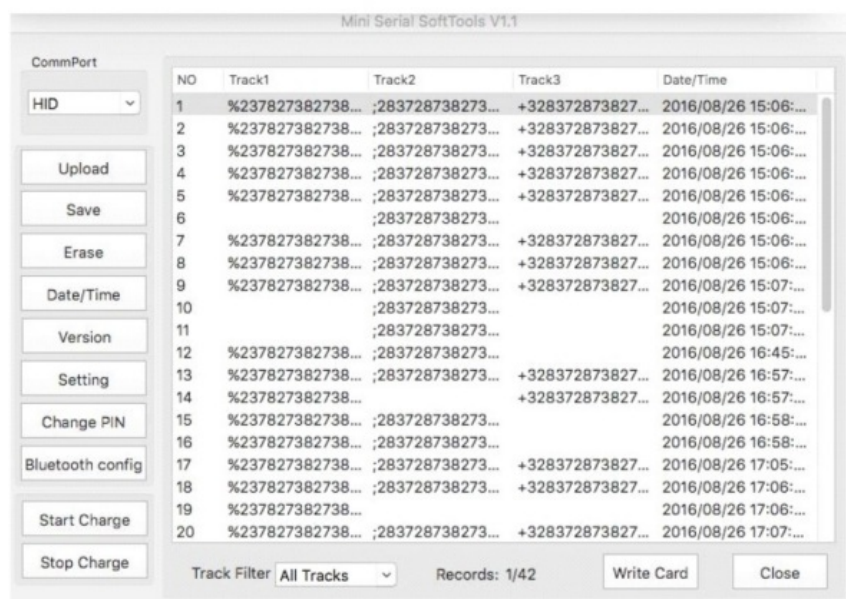 Mini Serial SoftTools V1.1
CommPort
HID
Upload
Save
Erase
Date/Time
Version
Setting
Change PIN
Bluetooth config
Start Charge
Stop Charge
NO Track1 Track2 Track3 Date/Time
1 %237827382738... ;283728738273... +328372873827... 2016/08/26 15:06:...
2 %237827382738... ;283728738273... +328372873827... 2016/08/26 15:06:...
3 %237827382738... ;283728738273... +328372873827... 2016/08/26 15:06:...
4 %237827382738... ;283728738273... +328372873827... 2016/08/26 15:06:...
5 %237827382738... ;283728738273... +328372873827... 2016/08/26 15:06:...
6 ;283728738273... 2016/08/26 15:06:...
7 %237827382738... ;283728738273... +328372873827... 2016/08/26 15:06:...
8 %237827382738... ;283728738273... +328372873827... 2016/08/26 15:06:...
9 %237827382738... ;283728738273... +328372873827... 2016/08/26 15:07:...
10 ;283728738273... 2016/08/26 15:07:...
11 ;283728738273... 2016/08/26 15:07:...
12 %237827382738... ;283728738273... 2016/08/26 16:45:...
13 %237827382738... ;283728738273... +328372873827... 2016/08/26 16:57:...
14 %237827382738... +328372873827... 2016/08/26 16:57:...
15 %237827382738... ;283728738273... 2016/08/26 16:58:...
16 %237827382738... ;283728738273... 2016/08/26 16:58:...
17 %237827382738... ;283728738273... +328372873827... 2016/08/26 17:05:...
18 %237827382738... ;283728738273... +328372873827... 2016/08/26 17:06:...
19 %237827382738... 2016/08/26 17:06:...
20 %237827382738... ;283728738273... +328372873827... 2016/08/26 17:07:...
Track Filter All Tracks Records: 1/42 Write Card Close